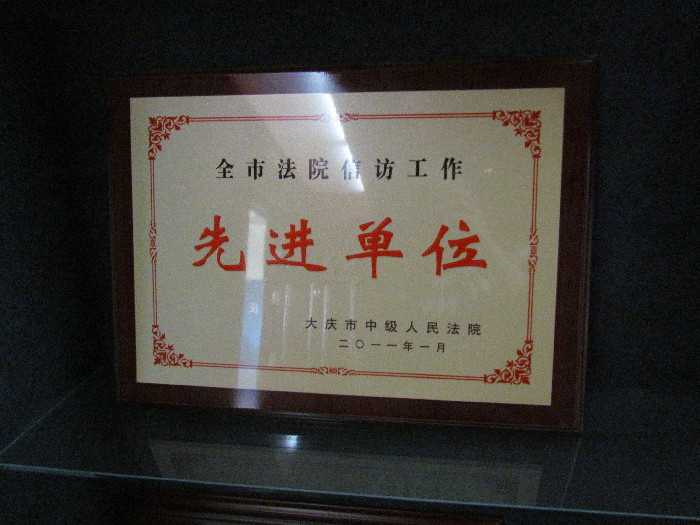 全市法院信访工作
先进单位
大庆市中级人民法院
二〇一一年一月